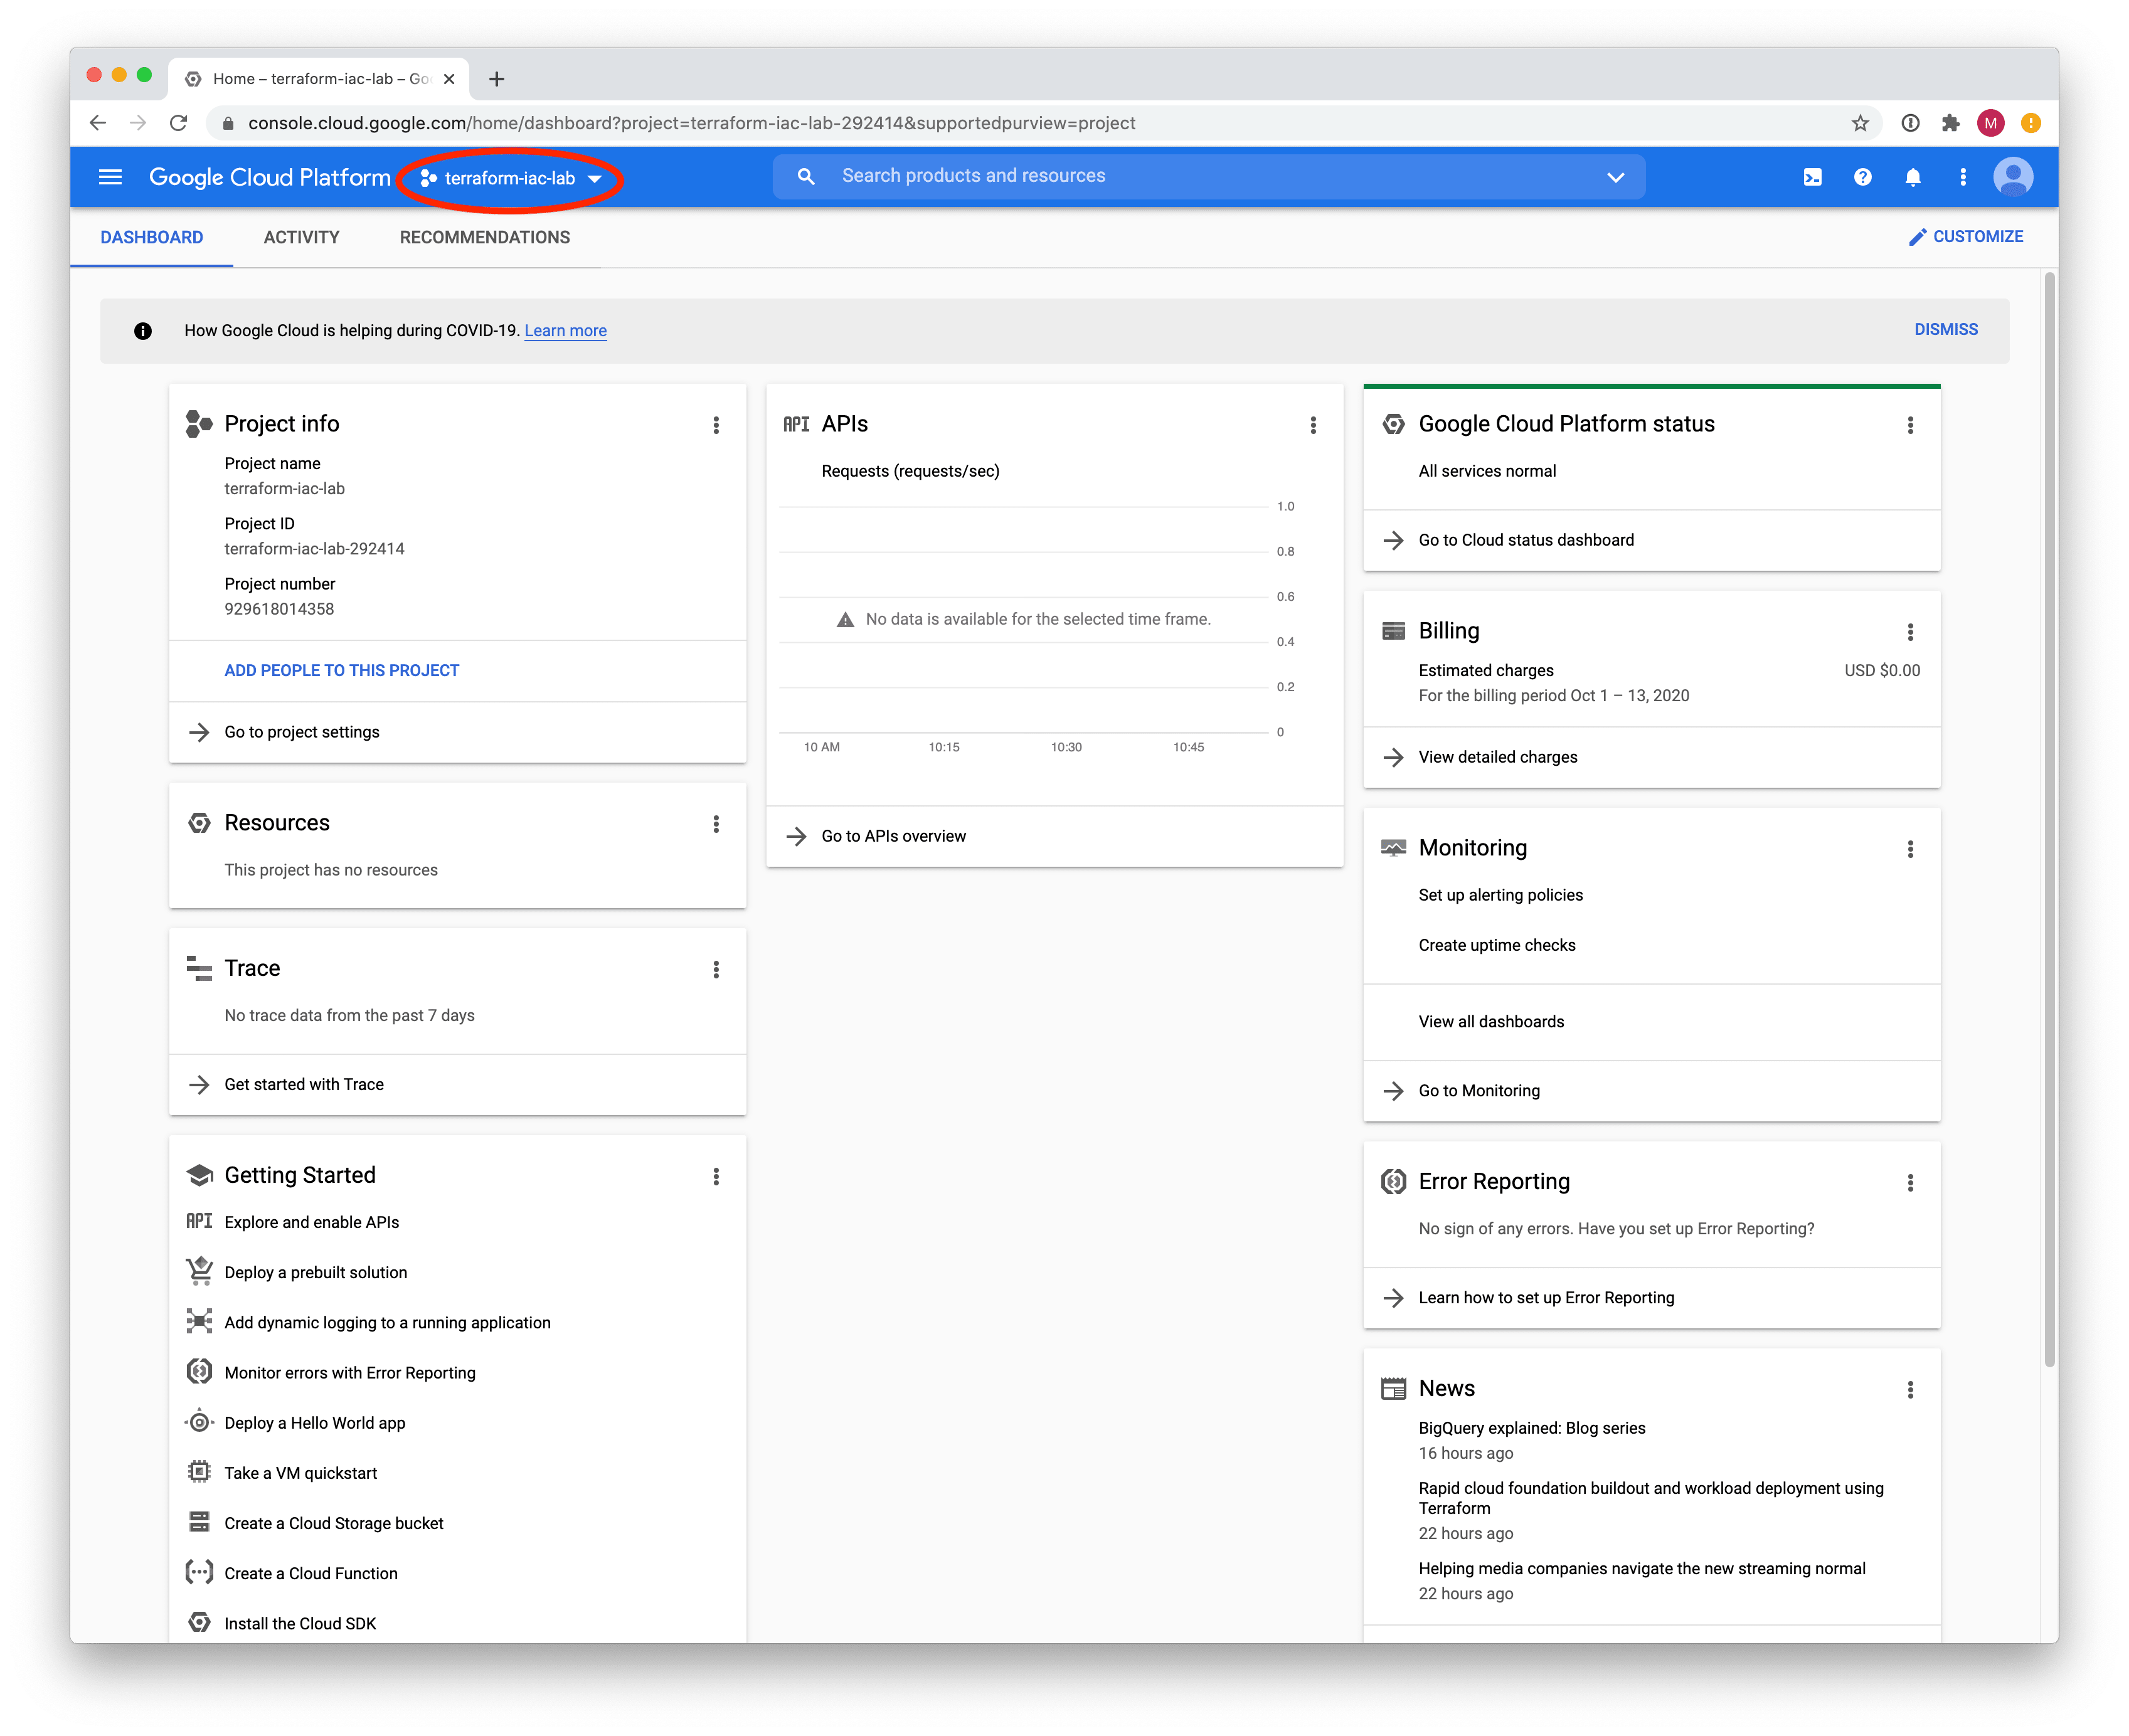 Home – terraform-iac-lab – Go
console.cloud.google.com/home/dashboard?project=terraform-iac-lab-292414&supportedpurview=project
M
Google Cloud Platform
terraform-iac-lab
Search products and resources
DASHBOARD
ACTIVITY
RECOMMENDATIONS
CUSTOMIZE
How Google Cloud is helping during COVID-19. Learn more
DISMISS
Project info
Project name
terraform-iac-lab
Project ID
terraform-iac-lab-292414
Project number
929618014358
ADD PEOPLE TO THIS PROJECT
Go to project settings
Resources
This project has no resources
Trace
No trace data from the past 7 days
Get started with Trace
Getting Started
API Explore and enable APIs
Deploy a prebuilt solution
Add dynamic logging to a running application
Monitor errors with Error Reporting
Deploy a Hello World app
Take a VM quickstart
Create a Cloud Storage bucket
Create a Cloud Function
Install the Cloud SDK
API APIs
Requests (requests/sec)
1.0
0.8
0.6
No data is available for the selected time frame.
0.4
0.2
0
10 AM 10:15 10:30 10:45
Go to APIs overview
Google Cloud Platform status
All services normal
Go to Cloud status dashboard
Billing
Estimated charges USD $0.00
For the billing period Oct 1 – 13, 2020
View detailed charges
Monitoring
Set up alerting policies
Create uptime checks
View all dashboards
Go to Monitoring
Error Reporting
No sign of any errors. Have you set up Error Reporting?
Learn how to set up Error Reporting
News
BigQuery explained: Blog series
16 hours ago
Rapid cloud foundation buildout and workload deployment using
Terraform
22 hours ago
Helping media companies navigate the new streaming normal
22 hours ago